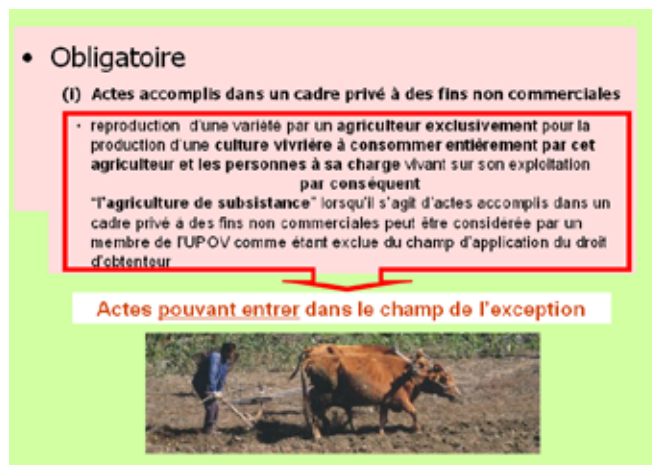 • Obligatoire
(i) Actes accomplis dans un cadre privé à des fins non commerciales
• reproduction d'une variété par un agriculteur exclusivement pour la
production d'une culture vivrière à consommer entièrement par cet
agriculteur et les personnes à sa charge vivant sur son exploitation
par conséquent
"l'agriculture de subsistance" lorsqu'il s'agit d'actes accomplis dans un
cadre privé à des fins non commerciales peut être considérée par un
membre de l'UPOV comme étant exclue du champ d'application du droit
d'obtenteur
Actes pouvant entrer dans le champ de l'exception